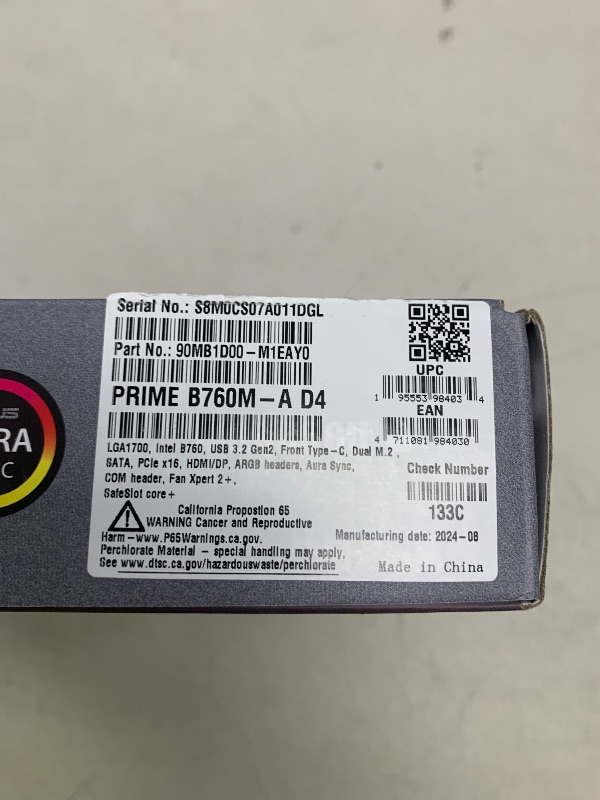 Serial No.: S8M0CS07A011DGL
Part No.: 90MB1D00-M1EAY0
PRIME B760M-A D4
LGA1700, Intel B760, USB 3.2 Gen2, Front Type-C, Dual M.2 ,
SATA, PCIe x16, HDMI/DP, ARGB headers, Aura Sync,
COM header, Fan Xpert 2+,
SafeSlot core+
California Propostion 65
WARNING Cancer and Reproductive
Harm-www.P65Warnings.ca.gov.
Perchlorate Material - special handling may apply,
See www.dtsc.ca.gov/hazardouswaste/perchlorate
UPC
1 95553 98403 4
EAN
4 711081 984030
Check Number
133C
Manufacturing date: 2024-08
Made in China
RA
C